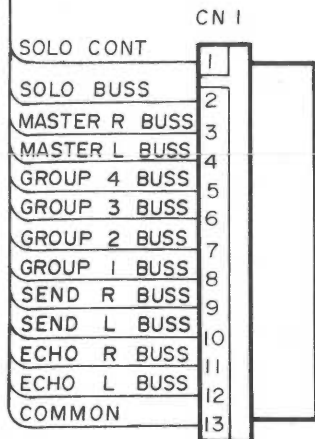 CN 1
SOLO CONT 1
SOLO BUSS 2
MASTER R BUSS 3
MASTER L BUSS 4
GROUP 4 BUSS 5
GROUP 3 BUSS 6
GROUP 2 BUSS 7
GROUP 1 BUSS 8
SEND R BUSS 9
SEND L BUSS 10
ECHO R BUSS 11
ECHO L BUSS 12
COMMON 13